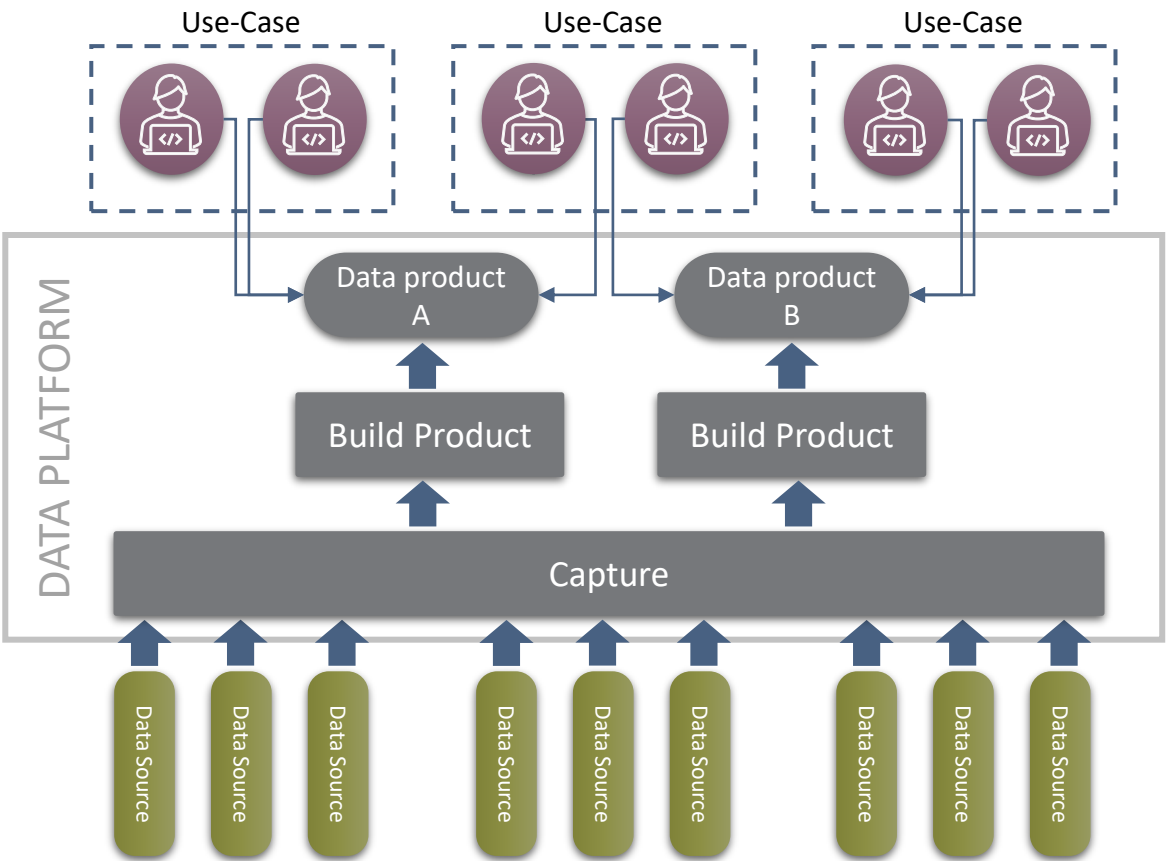 Use-Case
Use-Case
Use-Case
</>
</>
</>
</>
</>
</>
DATA PLATFORM
Data product
A
Data product
B
Build Product
Build Product
Capture
Data Source
Data Source
Data Source
Data Source
Data Source
Data Source
Data Source
Data Source
Data Source